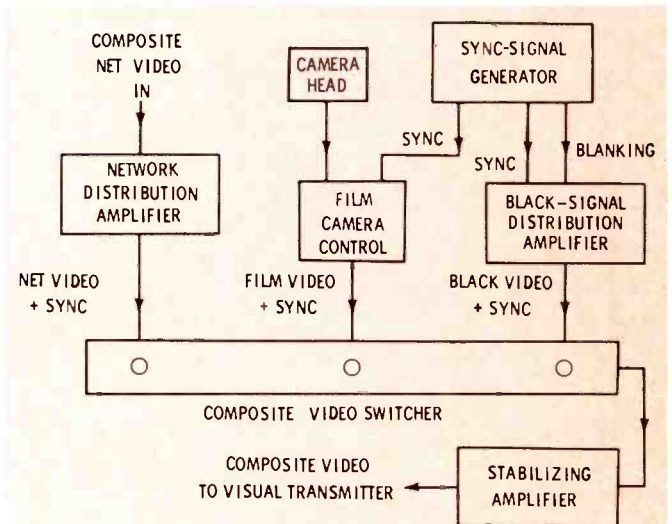 COMPOSITE
NET VIDEO
IN
CAMERA
HEAD
SYNC-SIGNAL
GENERATOR
SYNC
SYNC
BLANKING
NETWORK
DISTRIBUTION
AMPLIFIER
FILM
CAMERA
CONTROL
BLACK-SIGNAL
DISTRIBUTION
AMPLIFIER
NET VIDEO
+ SYNC
FILM VIDEO
+ SYNC
BLACK VIDEO
+ SYNC
COMPOSITE VIDEO SWITCHER
COMPOSITE VIDEO
TO VISUAL TRANSMITTER
STABILIZING
AMPLIFIER